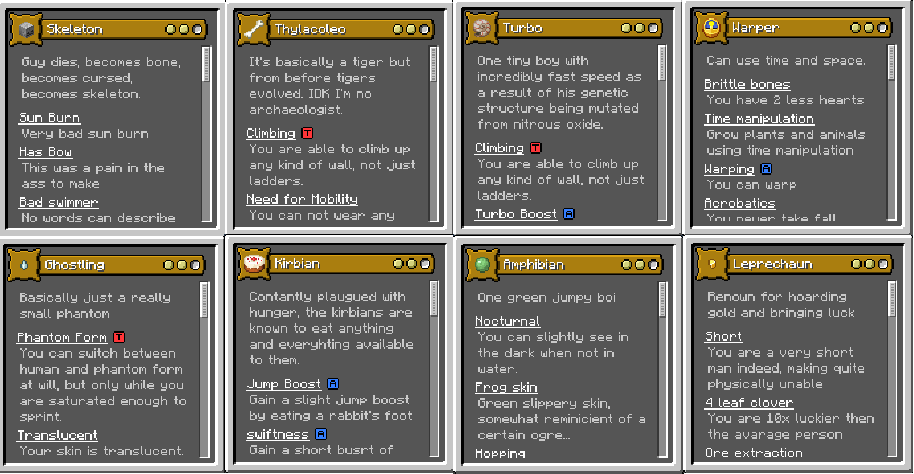 Skeleton
Guy dies, becomes bone,
becomes cursed,
becomes skeleton.
Sun Burn
Very bad sun burn
Has Bow
This was a pain in the
ass to make
Bad swimmer
No words can describe
Thylacoleo
It's basically a tiger but
from before tigers
evolved. IDK I'm no
archaeologist.
Climbing T
You are able to climb up
any kind of wall, not just
ladders.
Need for Mobility
You can not wear any
Turbo
One tiny boy with
incredibly fast speed as
a result of his genetic
structure being mutated
from nitrous oxide.
Climbing T
You are able to climb up
any kind of wall, not just
ladders.
Turbo Boost A
Warper
Can use time and space.
Brittle bones
You have 2 less hearts
Time manipulation
Grow plants and animals
using time manipulation
Warping A
You can warp
Acrobatics
You never take fall
Ghostling
Basically just a really
small phantom
Phantom Form T
You can switch between
human and phantom form
at will, but only while you
are saturated enough to
sprint.
Translucent
Your skin is translucent.
Kirbian
Contantly plaugued with
hunger, the kirbians are
known to eat anything
and everyhting available
to them.
Jump Boost A
Gain a slight jump boost
by eating a rabbit's foot
swiftness A
Gain a short busrt of
Amphibian
One green jumpy boi
Nocturnal
You can slightly see in
the dark when not in
water.
Frog skin
Green slippery skin,
somewhat reminicient of a
certain ogre...
Hopping
Leprechaun
Renoun for hoarding
gold and bringing luck
Short
You are a very short
man indeed, making quite
physically unable
4 leaf clover
You are 10x luckier then
the avarage person
Ore extraction